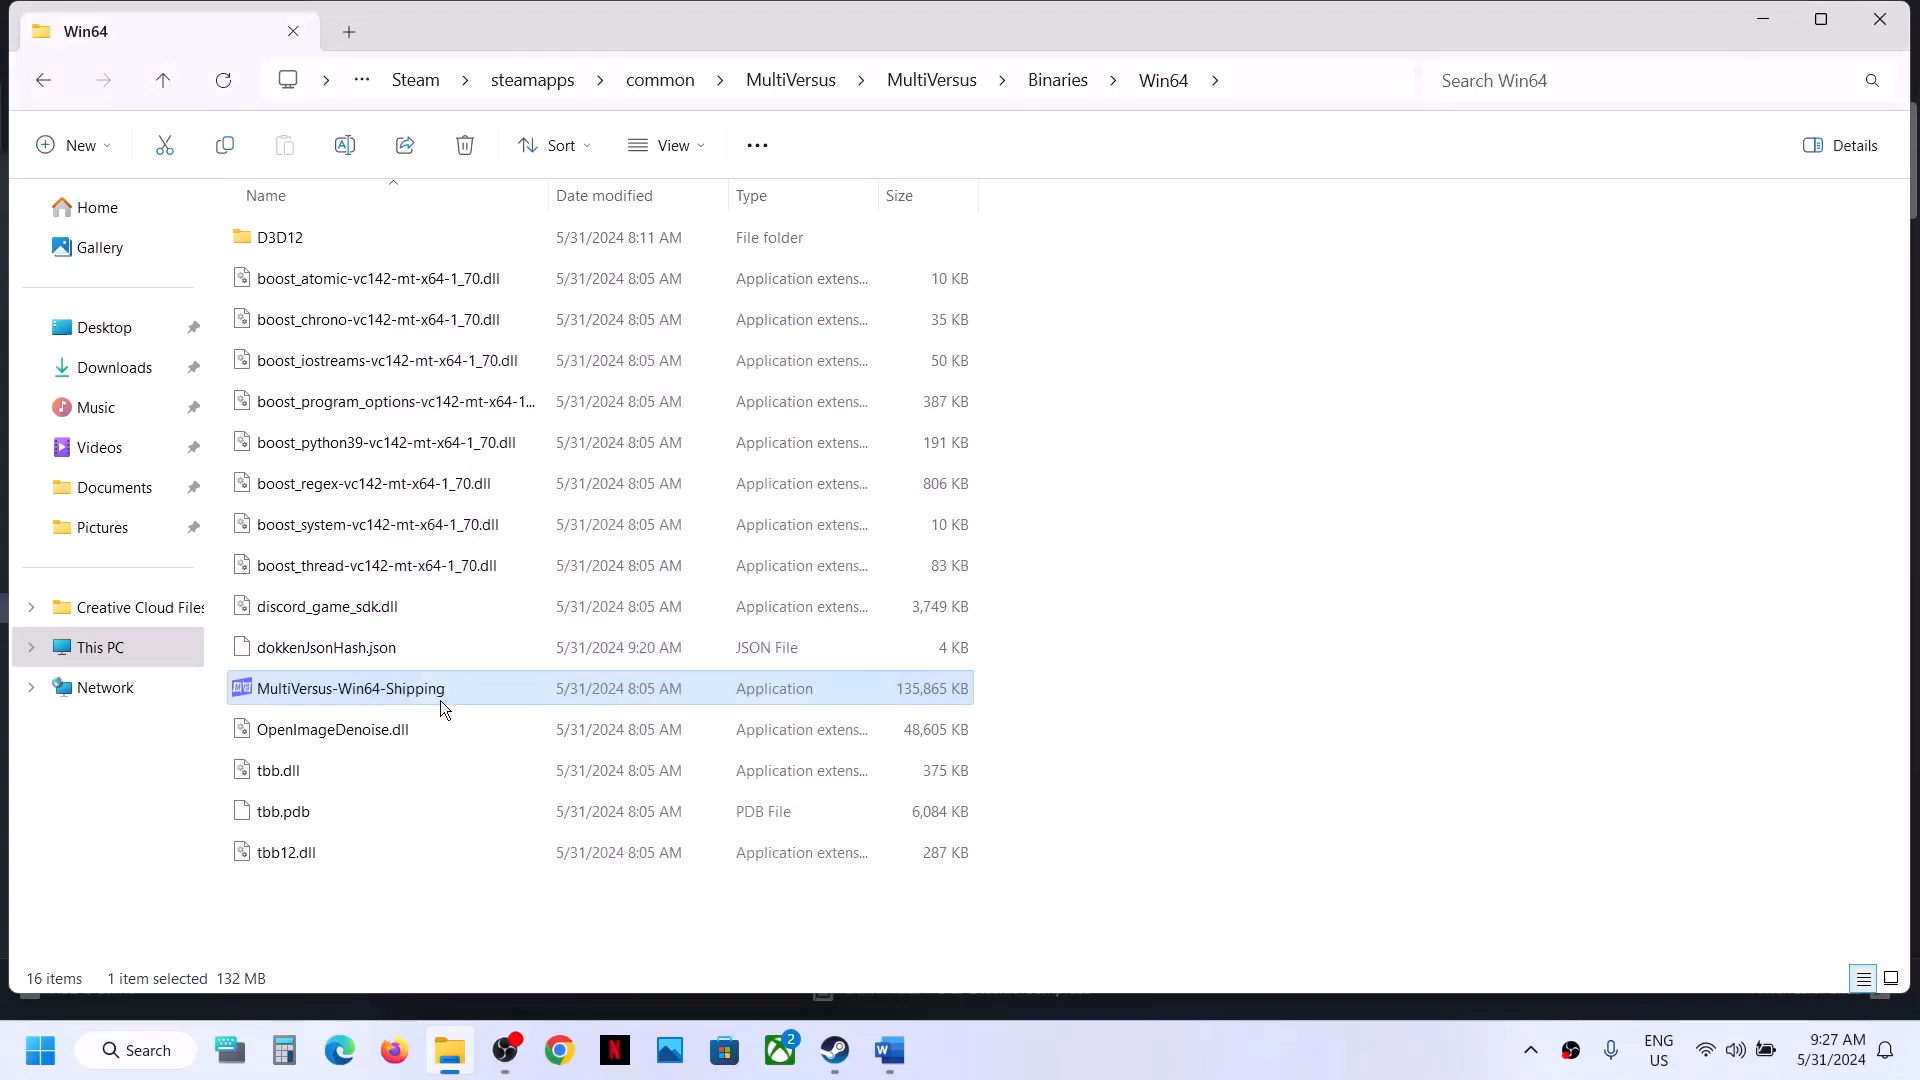 Win64
Steam
steamapps
common
MultiVersus
MultiVersus
Binaries
Win64
Search Win64
New
Sort
View
Details
Name
Date modified
Type
Size
Home
Gallery
Desktop
Downloads
Music
Videos
Documents
Pictures
Creative Cloud Files
This PC
Network
D3D12 5/31/2024 8:11 AM File folder
boost_atomic-vc142-mt-x64-1_70.dll 5/31/2024 8:05 AM Application extens... 10 KB
boost_chrono-vc142-mt-x64-1_70.dll 5/31/2024 8:05 AM Application extens... 35 KB
boost_iostreams-vc142-mt-x64-1_70.dll 5/31/2024 8:05 AM Application extens... 50 KB
boost_program_options-vc142-mt-x64-1... 5/31/2024 8:05 AM Application extens... 387 KB
boost_python39-vc142-mt-x64-1_70.dll 5/31/2024 8:05 AM Application extens... 191 KB
boost_regex-vc142-mt-x64-1_70.dll 5/31/2024 8:05 AM Application extens... 806 KB
boost_system-vc142-mt-x64-1_70.dll 5/31/2024 8:05 AM Application extens... 10 KB
boost_thread-vc142-mt-x64-1_70.dll 5/31/2024 8:05 AM Application extens... 83 KB
discord_game_sdk.dll 5/31/2024 8:05 AM Application extens... 3,749 KB
dokkenJsonHash.json 5/31/2024 9:20 AM JSON File 4 KB
MultiVersus-Win64-Shipping 5/31/2024 8:05 AM Application 135,865 KB
OpenImageDenoise.dll 5/31/2024 8:05 AM Application extens... 48,605 KB
tbb.dll 5/31/2024 8:05 AM Application extens... 375 KB
tbb.pdb 5/31/2024 8:05 AM PDB File 6,084 KB
tbb12.dll 5/31/2024 8:05 AM Application extens... 287 KB
16 items 1 item selected 132 MB
Search
2
ENG
US
9:27 AM
5/31/2024